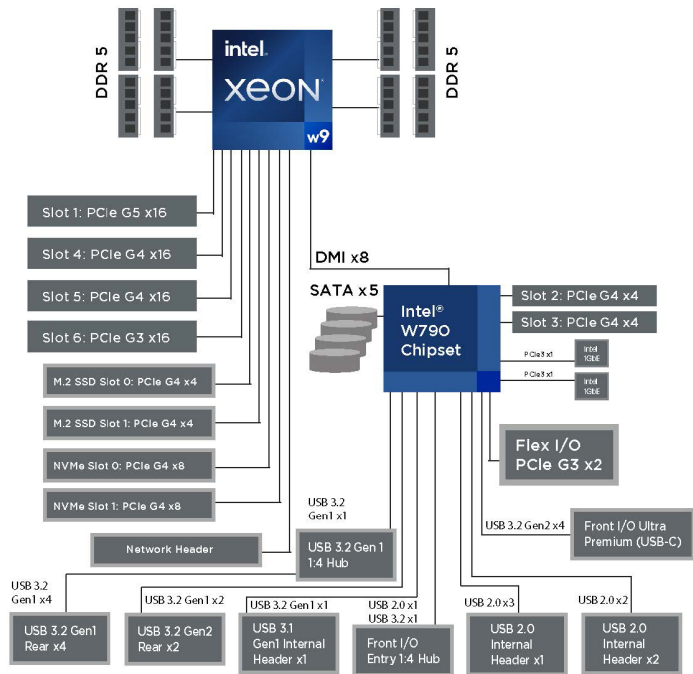 DDR 5
intel.
XEON
w9
DDR 5
Slot 1: PCIe G5 x16
Slot 4: PCIe G4 x16
Slot 5: PCIe G4 x16
Slot 6: PCIe G3 x16
M.2 SSD Slot 0: PCIe G4 x4
M.2 SSD Slot 1: PCIe G4 x4
NVMe Slot 0: PCIe G4 x8
NVMe Slot 1: PCIe G4 x8
Network Header
DMI x8
SATA x5
Intel®
W790
Chipset
Slot 2: PCIe G4 x4
Slot 3: PCIe G4 x4
PCIe3 x1
Intel
1GbE
PCIe3 x1
Intel
1GbE
Flex I/O
PCIe G3 x2
USB 3.2
Gen1 x1
USB 3.2 Gen 1
1:4 Hub
USB 3.2 Gen2 x4
Front I/O Ultra
Premium (USB-C)
USB 3.2
Gen1 x4
USB 3.2 Gen1
Rear x4
USB 3.2 Gen1 x2
USB 3.2 Gen2
Rear x2
USB 3.2 Gen1 x1
USB 3.1
Gen1 Internal
Header x1
USB 2.0 x1
USB 3.2 x1
Front I/O
Entry 1:4 Hub
USB 2.0 x3
USB 2.0
Internal
Header x1
USB 2.0 x2
USB 2.0
Internal
Header x2